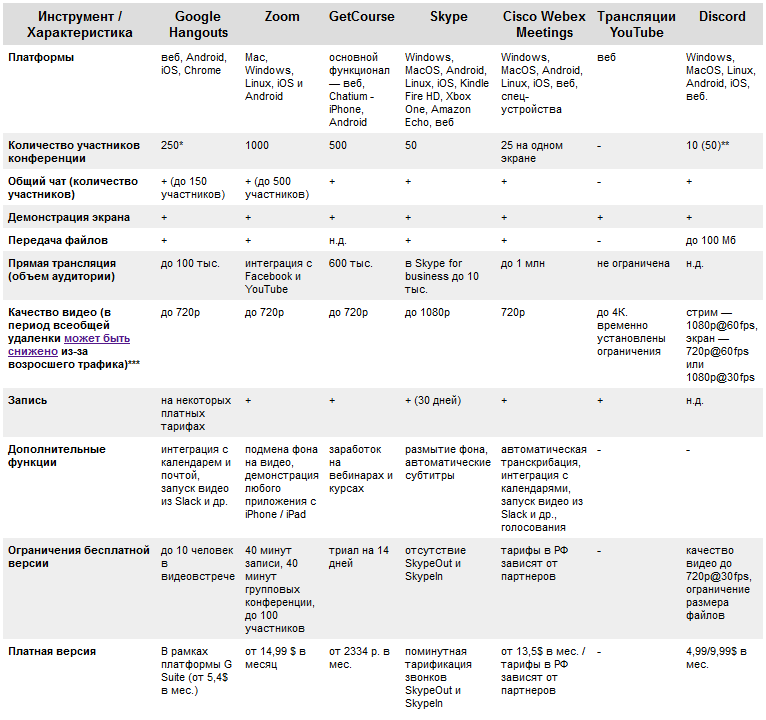 Инструмент / Характеристика
Google Hangouts
Zoom
GetCourse
Skype
Cisco Webex Meetings
Трансляции YouTube
Discord
Платформы
веб, Android,
iOS, Chrome
Mac,
Windows,
Linux, iOS и
Android
основной
функционал
— веб,
Chatium -
iPhone,
Android
Windows,
MacOS, Android,
Linux, iOS, Kindle
Fire HD, Xbox
One, Amazon
Echo, веб
Windows,
MacOS, Android,
Linux, iOS, веб,
спец-
устройства
веб
Windows,
MacOS, Linux,
Android, iOS,
веб.
Количество участников
конференции
250*
1000
500
50
25 на одном
экране
-
10 (50)**
Общий чат (количество
участников)
+ (до 150
участников)
+ (до 500
участников)
+
+
+
-
+
Демонстрация экрана
+
+
+
+
+
+
+
Передача файлов
+
+
н.д.
+
+
-
до 100 Мб
Прямая трансляция
(объем аудитории)
до 100 тыс.
интеграция с
Facebook и
YouTube
600 тыс.
в Skype for
business до 10
тыс.
до 1 млн
не ограничена
н.д.
Качество видео (в
период всеобщей
удаленки может быть
снижено из-за
возросшего трафика)***
до 720p
до 720p
до 720p
до 1080p
720p
до 4K.
временно
установлены
ограничения
стрим —
1080p@60fps,
экран —
720p@60fps
или
1080p@30fps
Запись
на некоторых
платных
тарифах
+
+
+ (30 дней)
+
+
н.д.
Дополнительные
функции
интеграция с
календарем и
почтой,
запуск видео
из Slack и др.
подмена фона
на видео,
демонстрация
любого
приложения с
iPhone / iPad
заработок
на
вебинарах и
курсах
размытие фона,
автоматические
субтитры
автоматическая
транскрибация,
интеграция с
календарями,
запуск видео из
Slack и др.,
голосования
-
-
Ограничения бесплатной
версии
до 10 человек
в
видеовстрече
40 минут
записи, 40
минут
групповых
конференции,
до 100
участников
триал на 14
дней
отсутствие
SkypeOut и
SkypeIn
тарифы в РФ
зависят от
партнеров
-
качество
видео до
720p@30fps,
ограничение
размера
файлов
Платная версия
В рамках
платформы G
Suite (от 5,4$
в мес.)
от 14,99 $ в
месяц
от 2334 р. в
мес.
поминутная
тарификация
звонков
SkypeOut и
SkypeIn
от 13,5$ в мес. /
тарифы в РФ
зависят от
партнеров
-
4,99/9,99$ в
мес.